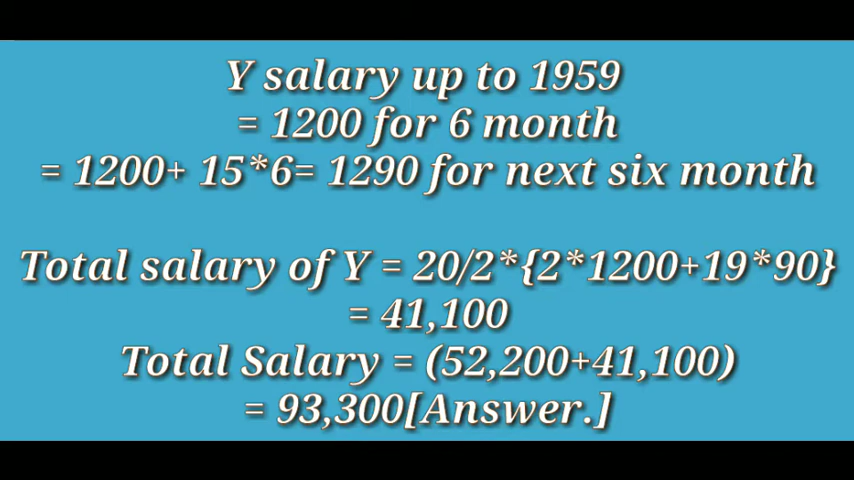 Y salary up to 1959
= 1200 for 6 month
= 1200+ 15*6= 1290 for next six month
Total salary of Y = 20/2*{2*1200+19*90}
= 41,100
Total Salary = (52,200+41,100)
= 93,300[Answer.]